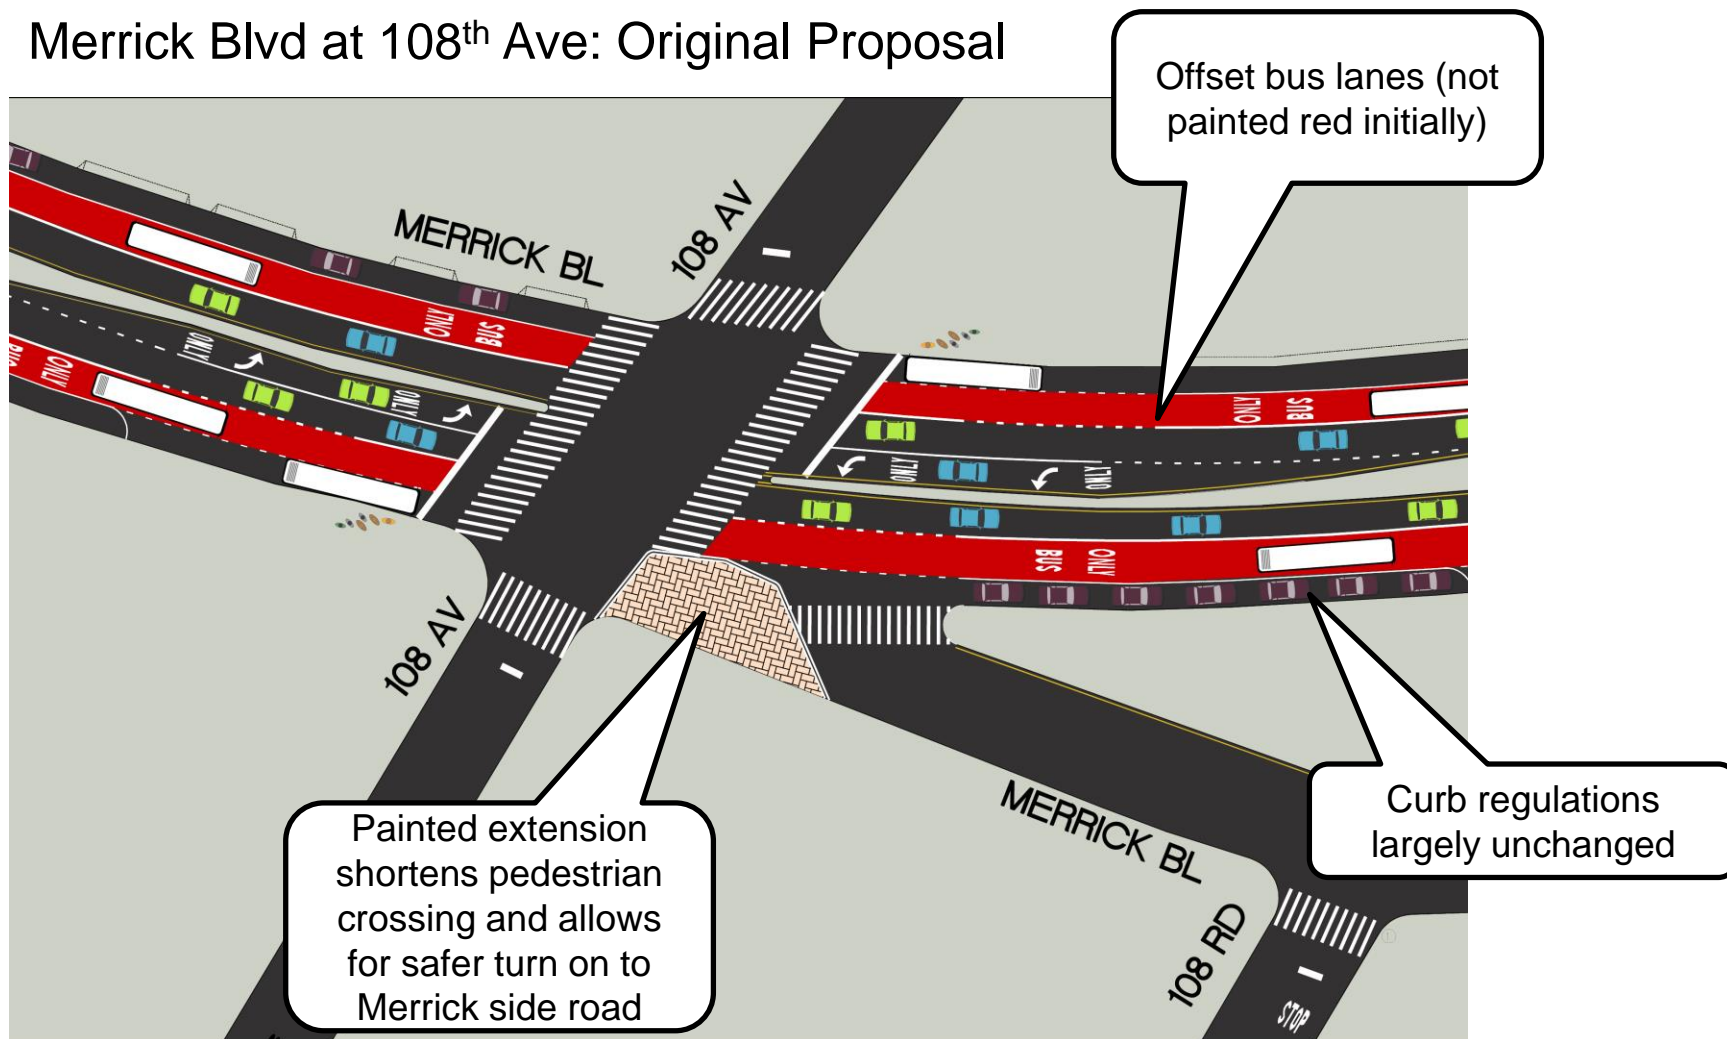 Merrick Blvd at 108th Ave: Original Proposal
Offset bus lanes (not
painted red initially)
MERRICK BL
108 AV
ONLY
BUS
ONLY
ONLY
BUS
ONLY
ONLY
BUS
ONLY
ONLY
BUS
ONLY
108 AV
Painted extension
shortens pedestrian
crossing and allows
for safer turn on to
Merrick side road
MERRICK BL
Curb regulations
largely unchanged
108 RD
STOP